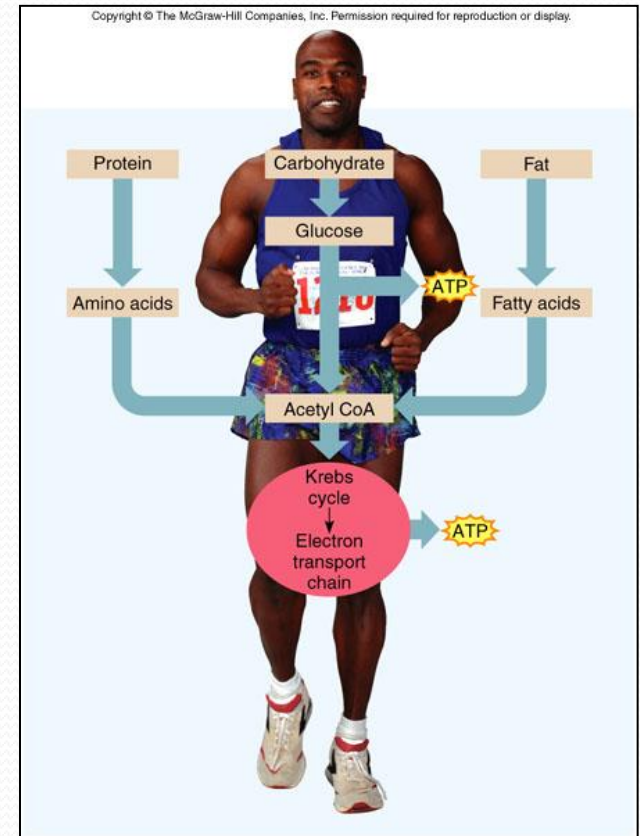 Copyright © The McGraw-Hill Companies, Inc. Permission required for reproduction or display.
Protein
Carbohydrate
Fat
Glucose
ATP
Amino acids
Fatty acids
Acetyl CoA
Krebs
cycle
Electron
transport
chain
ATP